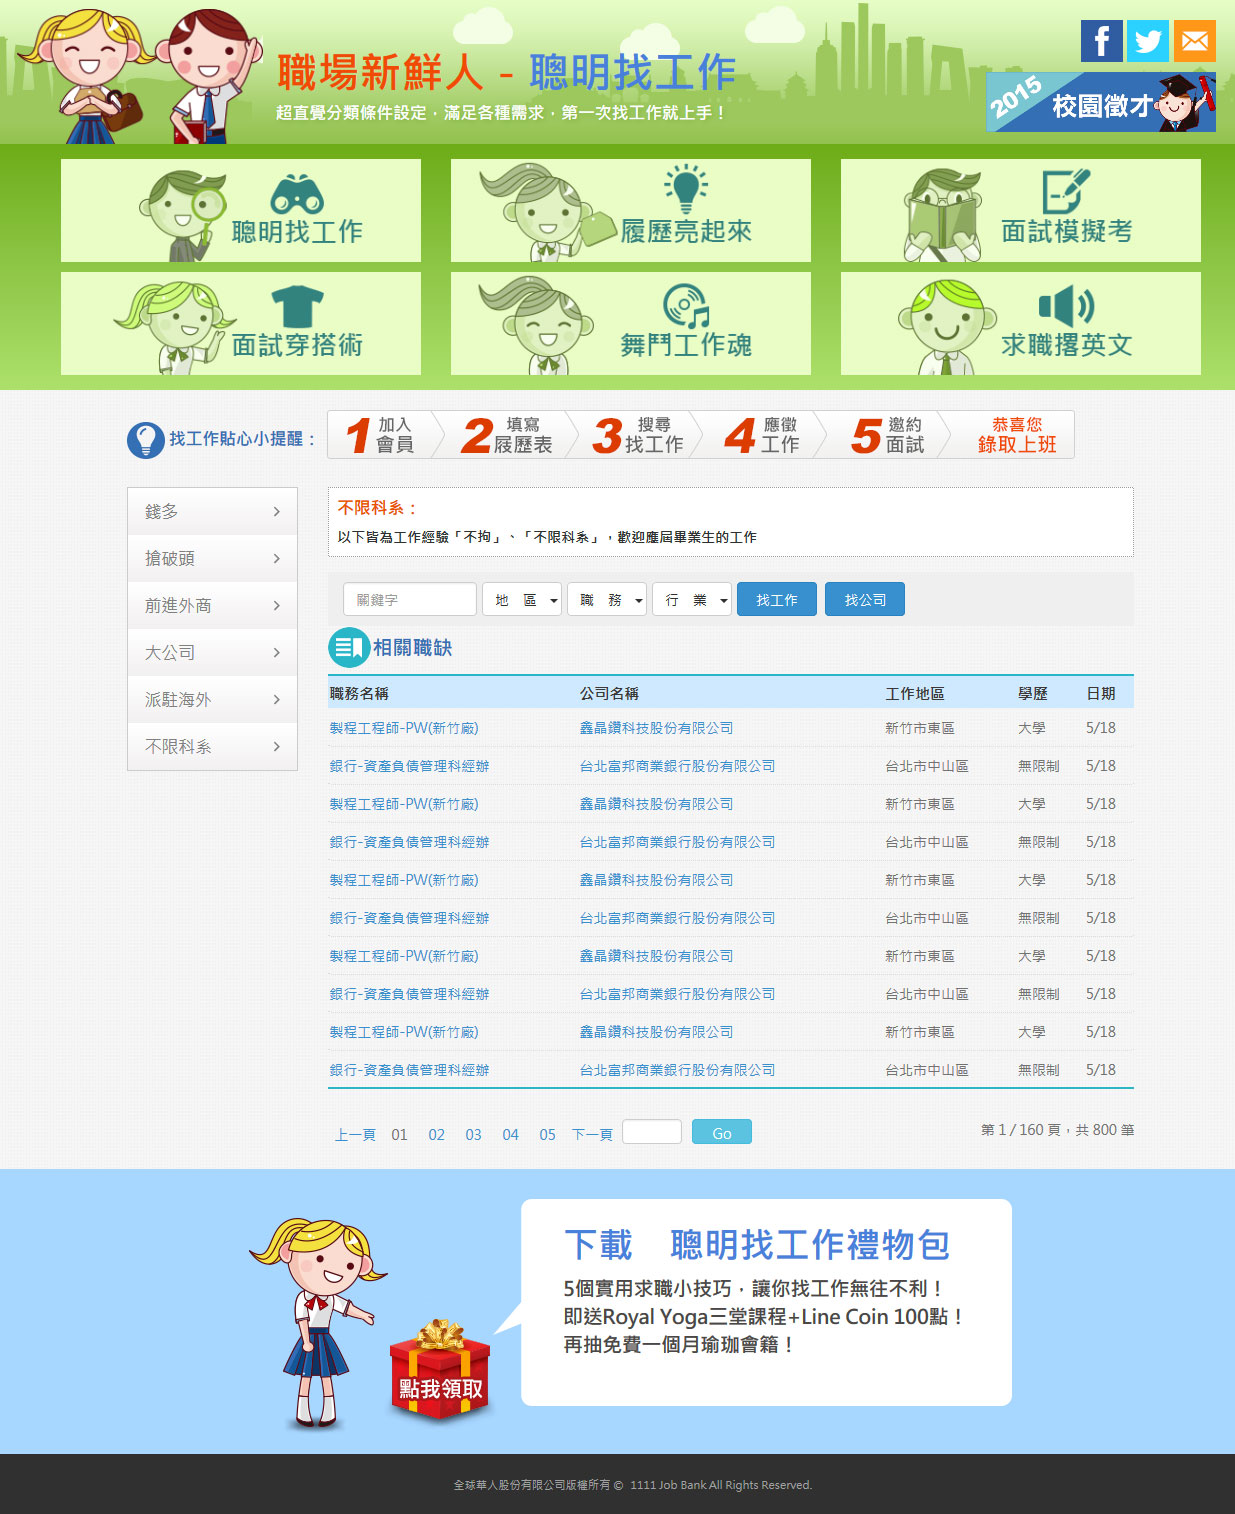 職場新鮮人 - 聰明找工作
超直覺分類條件設定，滿足各種需求，第一次找工作就上手！
2015 校園徵才
聰明找工作
履歷亮起來
面試模擬考
面試穿搭術
舞鬥工作魂
求職撂英文
找工作貼心小提醒：
1 加入會員
2 填寫履歷表
3 搜尋找工作
4 應徵工作
5 邀約面試
恭喜您錄取上班
錢多
搶破頭
前進外商
大公司
派駐海外
不限科系
不限科系：
以下皆為工作經驗「不拘」、「不限科系」，歡迎應屆畢業生的工作
關鍵字 地　區 職　務 行　業 找工作 找公司
相關職缺
職務名稱 公司名稱 工作地區 學歷 日期
製程工程師-PW(新竹廠) 鑫晶鑽科技股份有限公司 新竹市東區 大學 5/18
銀行-資產負債管理科經辦 台北富邦商業銀行股份有限公司 台北市中山區 無限制 5/18
製程工程師-PW(新竹廠) 鑫晶鑽科技股份有限公司 新竹市東區 大學 5/18
銀行-資產負債管理科經辦 台北富邦商業銀行股份有限公司 台北市中山區 無限制 5/18
製程工程師-PW(新竹廠) 鑫晶鑽科技股份有限公司 新竹市東區 大學 5/18
銀行-資產負債管理科經辦 台北富邦商業銀行股份有限公司 台北市中山區 無限制 5/18
製程工程師-PW(新竹廠) 鑫晶鑽科技股份有限公司 新竹市東區 大學 5/18
銀行-資產負債管理科經辦 台北富邦商業銀行股份有限公司 台北市中山區 無限制 5/18
製程工程師-PW(新竹廠) 鑫晶鑽科技股份有限公司 新竹市東區 大學 5/18
銀行-資產負債管理科經辦 台北富邦商業銀行股份有限公司 台北市中山區 無限制 5/18
上一頁 01 02 03 04 05 下一頁 Go 第 1 / 160 頁，共 800 筆
下載　聰明找工作禮物包
5個實用求職小技巧，讓你找工作無往不利！
即送Royal Yoga三堂課程+Line Coin 100點！
再抽免費一個月瑜珈會籍！
點我領取
全球華人股份有限公司版權所有 © 1111 Job Bank All Rights Reserved.